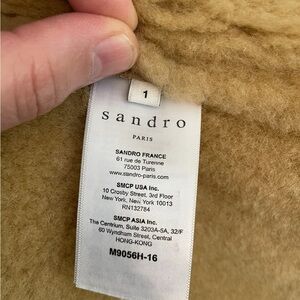 1
sandro
PARIS
SANDRO FRANCE
61 rue de Turenne
75003 Paris
www.sandro-paris.com
SMCP USA Inc.
10 Crosby Street, 3rd Floor
New York, New York 10013
RN132784
SMCP ASIA Inc.
The Centrium, Suite 3203A-5A, 32/F
60 Wyndham Street, Central
HONG-KONG
M9056H-16